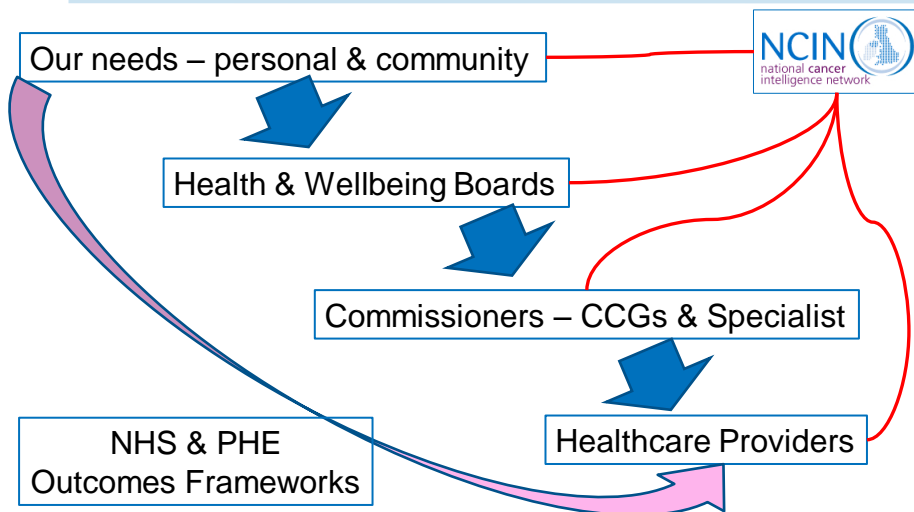 Our needs – personal & community
NCIN
national cancer
intelligence network
Health & Wellbeing Boards
Commissioners – CCGs & Specialist
Healthcare Providers
NHS & PHE
Outcomes Frameworks